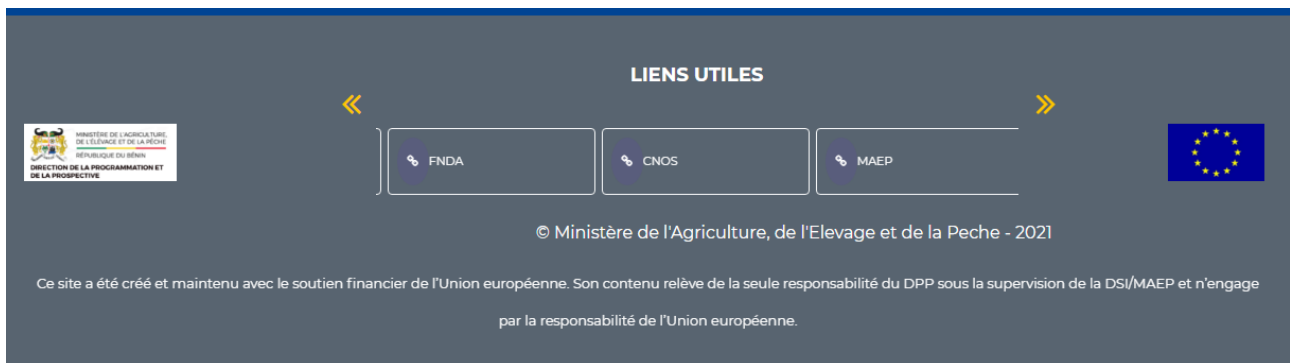 LIENS UTILES
MINISTÈRE DE L'AGRICULTURE,
DE L'ÉLEVAGE ET DE LA PÊCHE
RÉPUBLIQUE DU BÉNIN
DIRECTION DE LA PROGRAMMATION ET
DE LA PROSPECTIVE
FNDA
CNOS
MAEP
© Ministère de l'Agriculture, de l'Elevage et de la Peche - 2021
Ce site a été créé et maintenu avec le soutien financier de l'Union européenne. Son contenu relève de la seule responsabilité du DPP sous la supervision de la DSI/MAEP et n'engage
par la responsabilité de l'Union européenne.